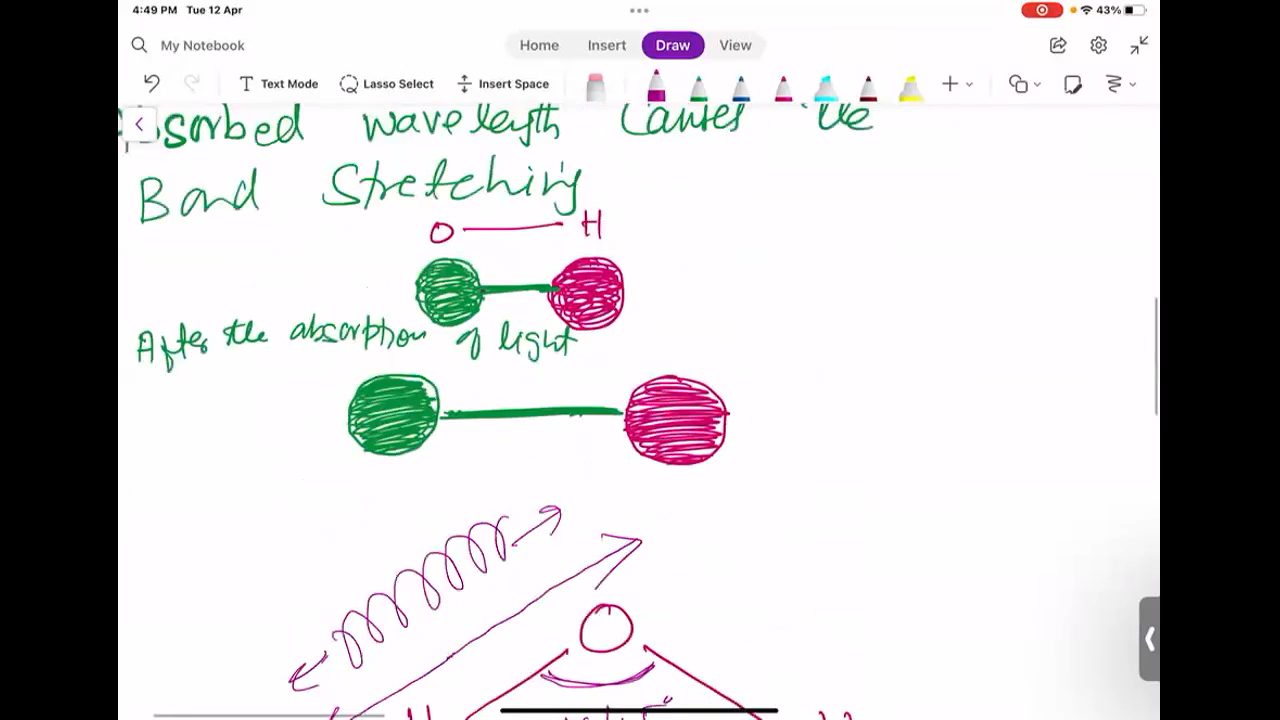 4:49 PM Tue 12 Apr
43%
My Notebook
Home Insert Draw View
Text Mode Lasso Select Insert Space
sorbed wavelength causes the
Bond Stretching
O H
After the absorption of light
O